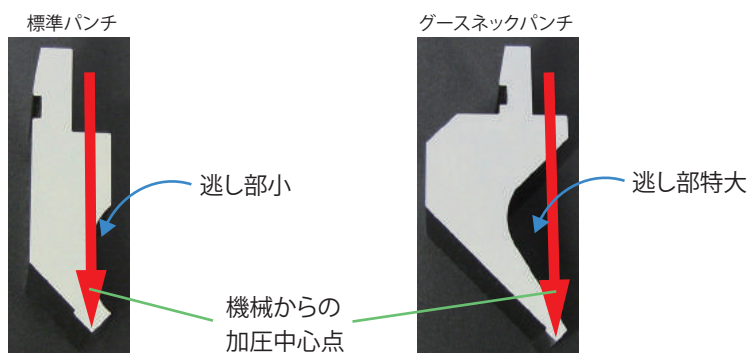 標準パンチ
グースネックパンチ
逃し部小
逃し部特大
機械からの
加圧中心点